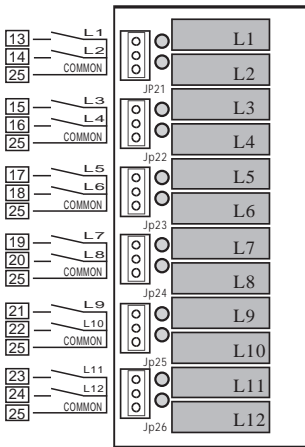 13 L1 L1
14 L2 L2
25 COMMON
JP21
15 L3 L3
16 L4 L4
25 COMMON
Jp22
17 L5 L5
18 L6 L6
25 COMMON
Jp23
19 L7 L7
20 L8 L8
25 COMMON
Jp24
21 L9 L9
22 L10 L10
25 COMMON
Jp25
23 L11 L11
24 L12 L12
25 COMMON
Jp26